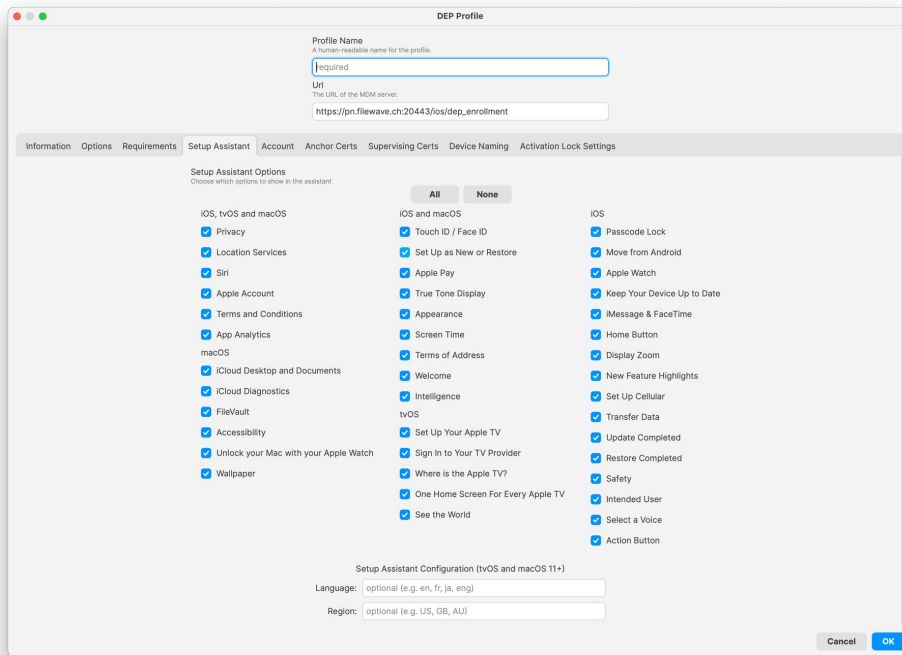 DEP Profile
Profile Name
A human-readable name for the profile.
required
Url
The URL of the MDM server.
https://pn.filewave.ch:20443/ios/dep_enrollment
Information Options Requirements Setup Assistant Account Anchor Certs Supervising Certs Device Naming Activation Lock Settings
Setup Assistant Options
Choose which options to show in the assistant
All None
iOS, tvOS and macOS
Privacy
Location Services
Siri
Apple Account
Terms and Conditions
App Analytics
macOS
iCloud Desktop and Documents
iCloud Diagnostics
FileVault
Accessibility
Unlock your Mac with your Apple Watch
Wallpaper
iOS and macOS
Touch ID / Face ID
Set Up as New or Restore
Apple Pay
True Tone Display
Appearance
Screen Time
Terms of Address
Welcome
Intelligence
tvOS
Set Up Your Apple TV
Sign In to Your TV Provider
Where is the Apple TV?
One Home Screen For Every Apple TV
See the World
iOS
Passcode Lock
Move from Android
Apple Watch
Keep Your Device Up to Date
iMessage & FaceTime
Home Button
Display Zoom
New Feature Highlights
Set Up Cellular
Transfer Data
Update Completed
Restore Completed
Safety
Intended User
Select a Voice
Action Button
Setup Assistant Configuration (tvOS and macOS 11+)
Language: optional (e.g. en, fr, ja, eng)
Region: optional (e.g. US, GB, AU)
Cancel OK